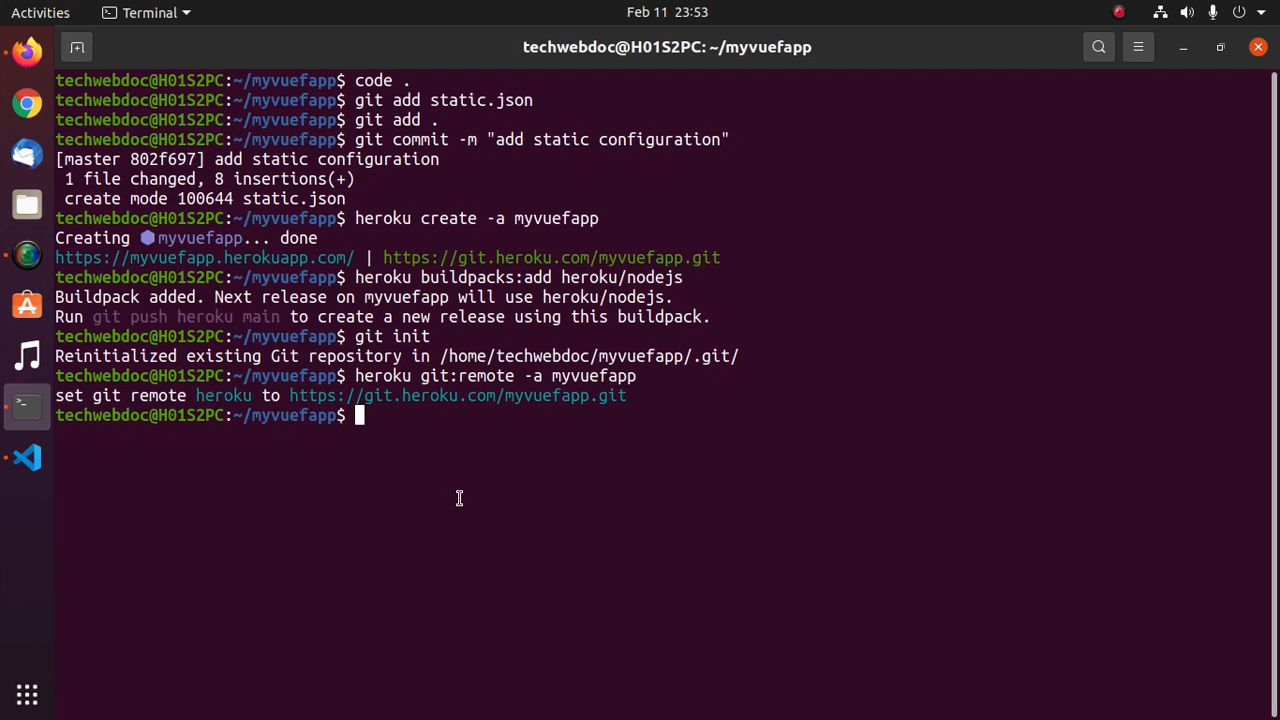 Activities
Terminal
Feb 11 23:53
techwebdoc@H01S2PC: ~/myvuefapp
techwebdoc@H01S2PC:~/myvuefapp$ code .
techwebdoc@H01S2PC:~/myvuefapp$ git add static.json
techwebdoc@H01S2PC:~/myvuefapp$ git add .
techwebdoc@H01S2PC:~/myvuefapp$ git commit -m "add static configuration"
[master 802f697] add static configuration
1 file changed, 8 insertions(+)
create mode 100644 static.json
techwebdoc@H01S2PC:~/myvuefapp$ heroku create -a myvuefapp
Creating ⬢ myvuefapp... done
https://myvuefapp.herokuapp.com/ | https://git.heroku.com/myvuefapp.git
techwebdoc@H01S2PC:~/myvuefapp$ heroku buildpacks:add heroku/nodejs
Buildpack added. Next release on myvuefapp will use heroku/nodejs.
Run git push heroku main to create a new release using this buildpack.
techwebdoc@H01S2PC:~/myvuefapp$ git init
Reinitialized existing Git repository in /home/techwebdoc/myvuefapp/.git/
techwebdoc@H01S2PC:~/myvuefapp$ heroku git:remote -a myvuefapp
set git remote heroku to https://git.heroku.com/myvuefapp.git
techwebdoc@H01S2PC:~/myvuefapp$